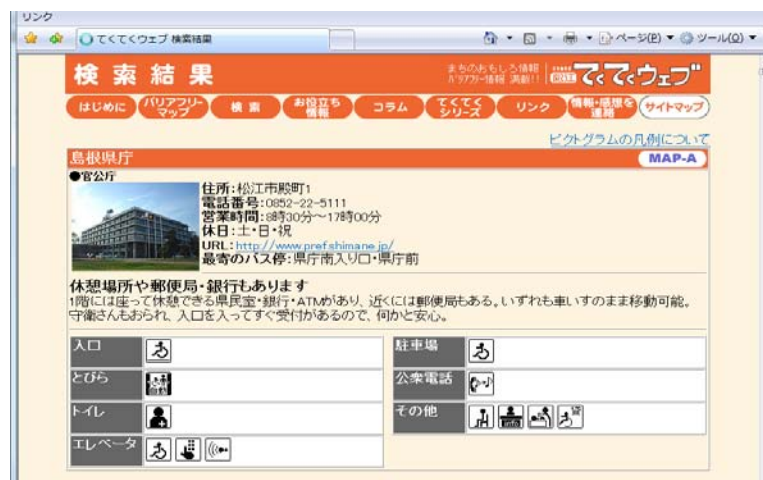 リンク
てくてくウェブ 検索結果
ページ(P) ツール(O)
検索結果
まちのおもしろ情報
ﾊﾞﾘｱﾌﾘｰ情報 満載!!
松江 てくてくウェブ
はじめに
バリアフリーマップ
検 索
お役立ち情報
コラム
てくてくシリーズ
リンク
情報・感想を連絡
サイトマップ
ピクトグラムの凡例について
島根県庁 MAP-A
●官公庁
住所:松江市殿町1
電話番号:0852-22-5111
営業時間:8時30分～17時00分
休日:土・日・祝
URL:http://www.pref.shimane.jp/
最寄のバス停:県庁南入り口・県庁前
休憩場所や郵便局・銀行もあります
1階には座って休憩できる県民室・銀行・ATMがあり、近くには郵便局もある。いずれも車いすのまま移動可能。
守衛さんもおられ、入口を入ってすぐ受付があるので、何かと安心。
入口 駐車場
とびら 公衆電話
トイレ その他
エレベータ